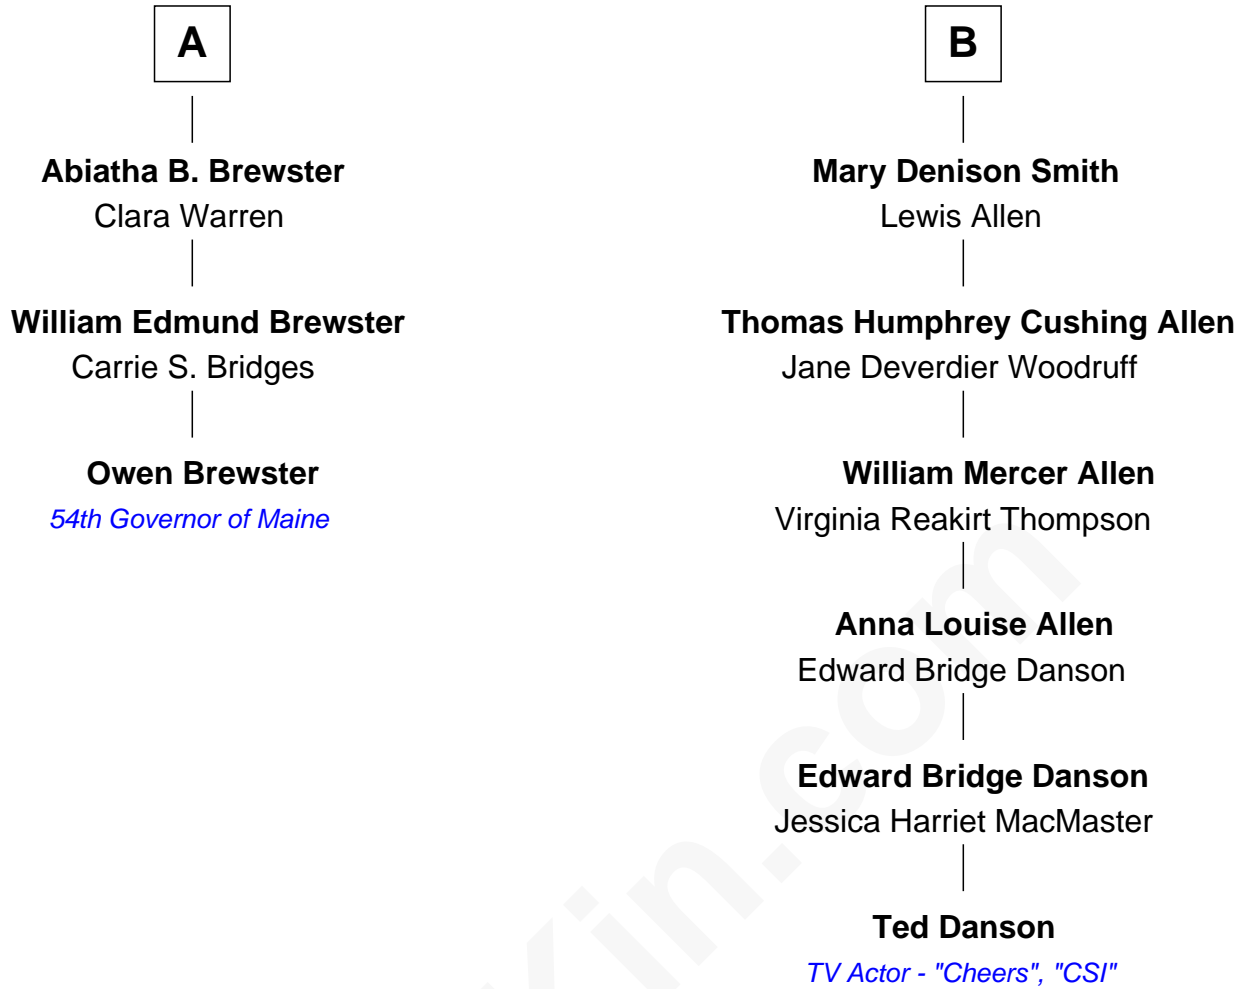 A
Abiatha B. Brewster
Clara Warren
William Edmund Brewster
Carrie S. Bridges
Owen Brewster
54th Governor of Maine
B
Mary Denison Smith
Lewis Allen
Thomas Humphrey Cushing Allen
Jane Deverdier Woodruff
William Mercer Allen
Virginia Reakirt Thompson
Anna Louise Allen
Edward Bridge Danson
Edward Bridge Danson
Jessica Harriet MacMaster
Ted Danson
TV Actor - "Cheers", "CSI"
Kin.com